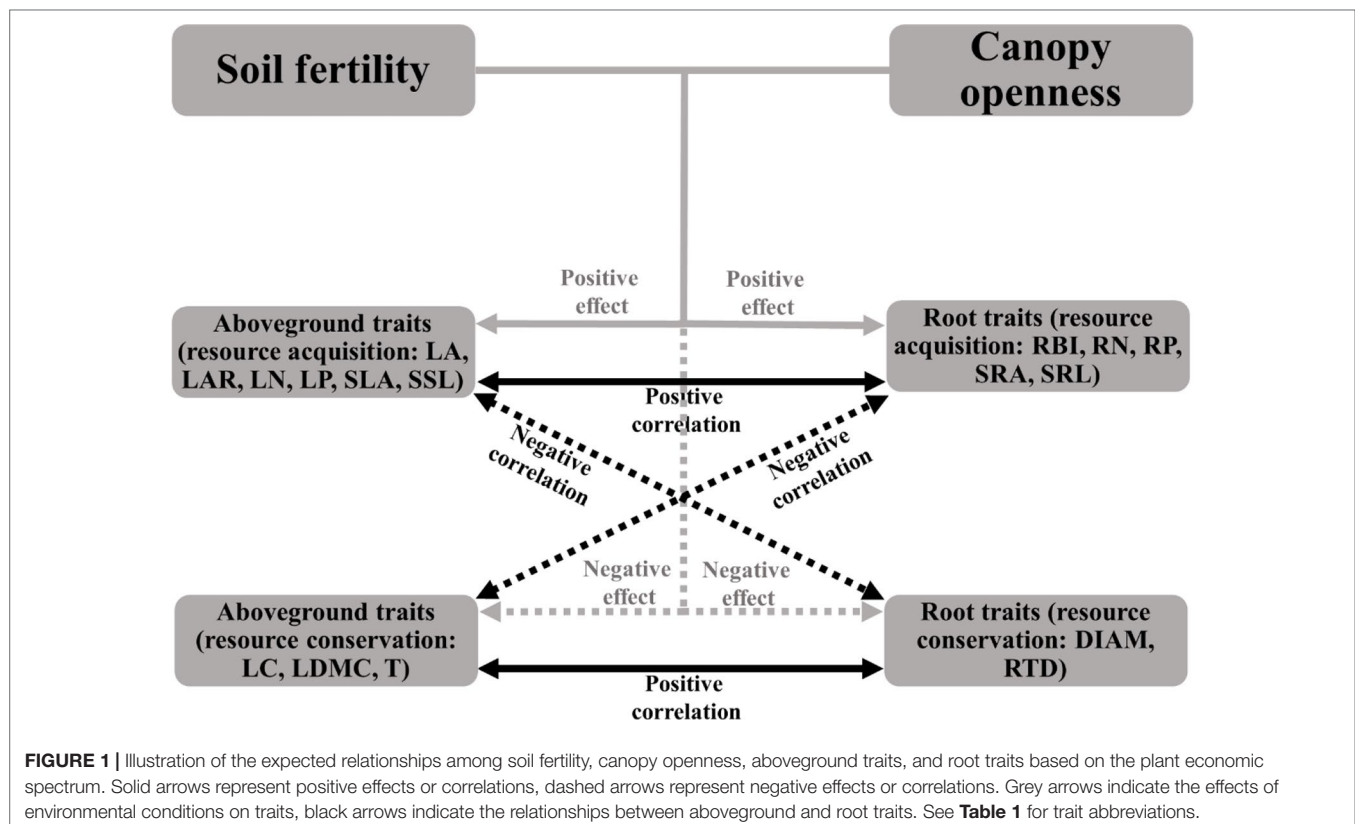 Soil fertility
Canopy
openness
Positive
effect
Positive
effect
Aboveground traits
(resource acquisition: LA,
LAR, LN, LP, SLA, SSL)
Root traits (resource
acquisition: RBI, RN, RP,
SRA, SRL)
Positive
correlation
Negative
correlation
Negative
correlation
Negative
effect
Negative
effect
Aboveground traits
(resource conservation:
LC, LDMC, T)
Root traits (resource
conservation: DIAM,
RTD)
Positive
correlation
FIGURE 1 | Illustration of the expected relationships among soil fertility, canopy openness, aboveground traits, and root traits based on the plant economic
spectrum. Solid arrows represent positive effects or correlations, dashed arrows represent negative effects or correlations. Grey arrows indicate the effects of
environmental conditions on traits, black arrows indicate the relationships between aboveground and root traits. See Table 1 for trait abbreviations.